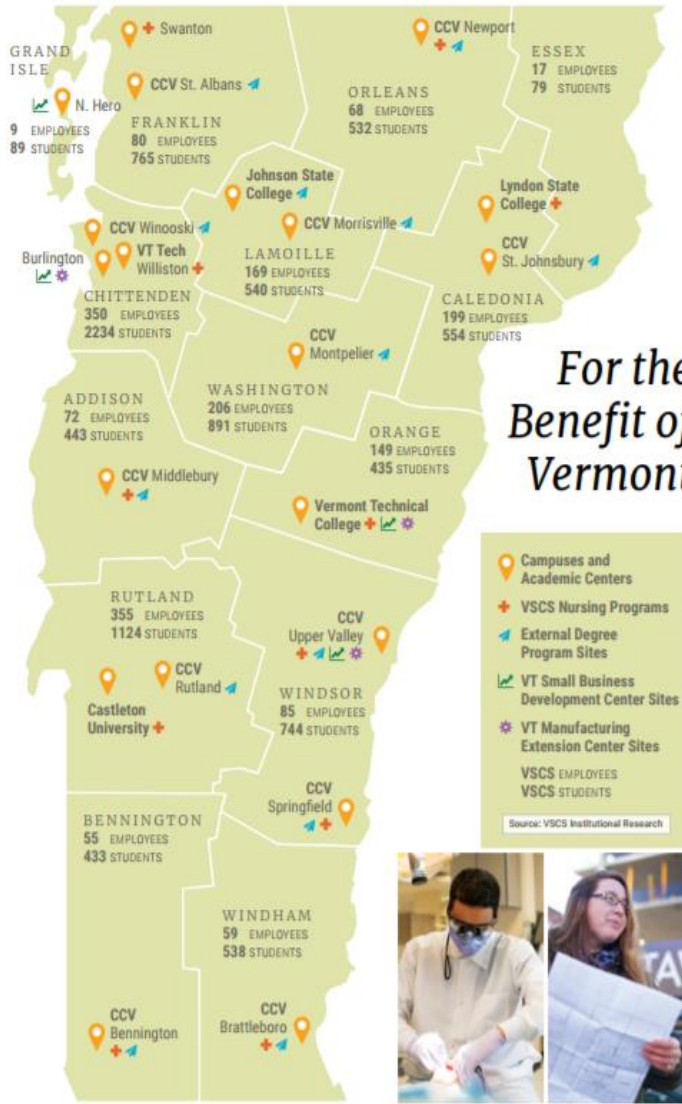 Swanton
CCV Newport
GRAND
ISLE
ESSEX
17 EMPLOYEES
79 STUDENTS
CCV St. Albans
N. Hero
ORLEANS
68 EMPLOYEES
532 STUDENTS
9 EMPLOYEES
89 STUDENTS
FRANKLIN
80 EMPLOYEES
765 STUDENTS
Johnson State
College
Lyndon State
College
CCV Winooski
CCV Morrisville
Burlington
VT Tech
Williston
LAMOILLE
169 EMPLOYEES
540 STUDENTS
CCV
St. Johnsbury
CHITTENDEN
350 EMPLOYEES
2234 STUDENTS
CALEDONIA
199 EMPLOYEES
554 STUDENTS
CCV
Montpelier
For the
Benefit of
Vermont
WASHINGTON
206 EMPLOYEES
891 STUDENTS
ADDISON
72 EMPLOYEES
443 STUDENTS
ORANGE
149 EMPLOYEES
435 STUDENTS
CCV Middlebury
Vermont Technical
College
Campuses and
Academic Centers
VSCS Nursing Programs
External Degree
Program Sites
VT Small Business
Development Center Sites
VT Manufacturing
Extension Center Sites
VSCS EMPLOYEES
VSCS STUDENTS
Source: VSCS Institutional Research
RUTLAND
355 EMPLOYEES
1124 STUDENTS
CCV
Upper Valley
CCV
Rutland
Castleton
University
WINDSOR
85 EMPLOYEES
744 STUDENTS
CCV
Springfield
BENNINGTON
55 EMPLOYEES
433 STUDENTS
WINDHAM
59 EMPLOYEES
538 STUDENTS
CCV
Bennington
CCV
Brattleboro